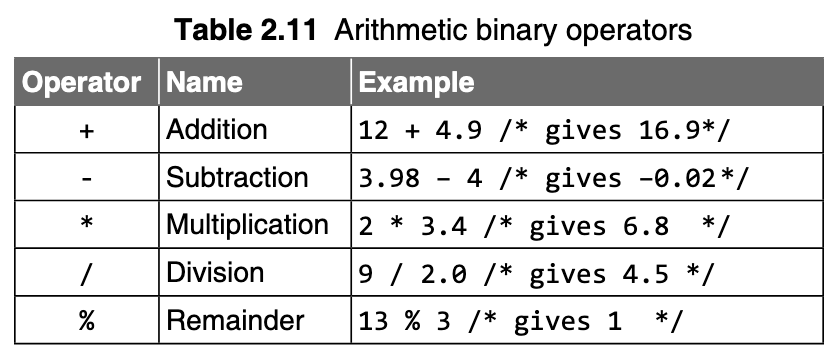 Table 2.11 Arithmetic binary operators
Operator Name Example
+ Addition 12 + 4.9 /* gives 16.9*/
- Subtraction 3.98 – 4 /* gives –0.02*/
* Multiplication 2 * 3.4 /* gives 6.8  */
/ Division 9 / 2.0 /* gives 4.5 */
% Remainder 13 % 3 /* gives 1  */